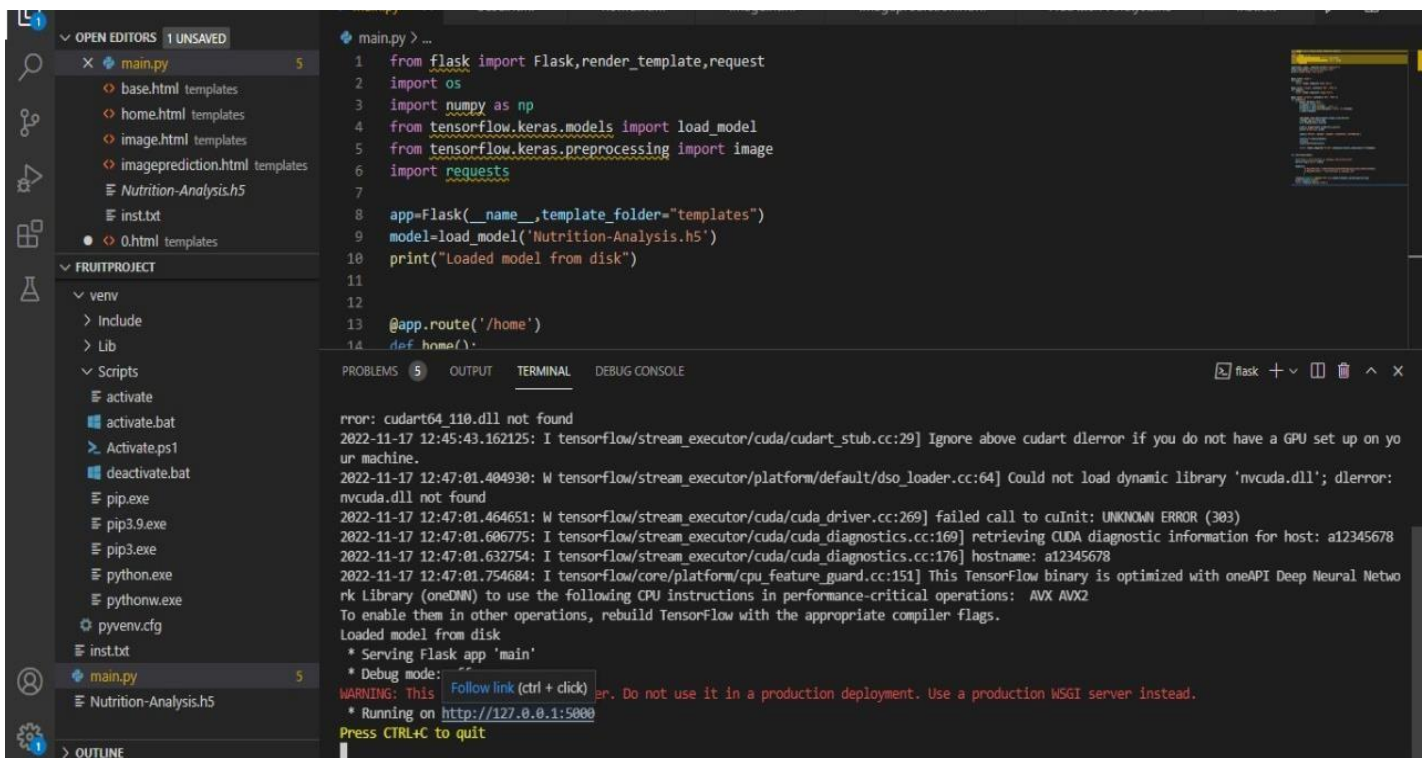 OPEN EDITORS 1 UNSAVED
main.py 5
base.html templates
home.html templates
image.html templates
imageprediction.html templates
Nutrition-Analysis.h5
inst.txt
0.html templates
FRUITPROJECT
venv
Include
Lib
Scripts
activate
activate.bat
Activate.ps1
deactivate.bat
pip.exe
pip3.9.exe
pip3.exe
python.exe
pythonw.exe
pyvenv.cfg
inst.txt
main.py 5
Nutrition-Analysis.h5
OUTLINE
1
1
main.py > ...
1 from flask import Flask,render_template,request
2 import os
3 import numpy as np
4 from tensorflow.keras.models import load_model
5 from tensorflow.keras.preprocessing import image
6 import requests
7
8 app=Flask(__name__,template_folder="templates")
9 model=load_model('Nutrition-Analysis.h5')
10 print("Loaded model from disk")
11
12
13 @app.route('/home')
14 def home():
PROBLEMS 5 OUTPUT TERMINAL DEBUG CONSOLE flask
rror: cudart64_110.dll not found
2022-11-17 12:45:43.162125: I tensorflow/stream_executor/cuda/cudart_stub.cc:29] Ignore above cudart dlerror if you do not have a GPU set up on yo
ur machine.
2022-11-17 12:47:01.404930: W tensorflow/stream_executor/platform/default/dso_loader.cc:64] Could not load dynamic library 'nvcuda.dll'; dlerror:
nvcuda.dll not found
2022-11-17 12:47:01.464651: W tensorflow/stream_executor/cuda/cuda_driver.cc:269] failed call to cuInit: UNKNOWN ERROR (303)
2022-11-17 12:47:01.606775: I tensorflow/stream_executor/cuda/cuda_diagnostics.cc:169] retrieving CUDA diagnostic information for host: a12345678
2022-11-17 12:47:01.632754: I tensorflow/stream_executor/cuda/cuda_diagnostics.cc:176] hostname: a12345678
2022-11-17 12:47:01.754684: I tensorflow/core/platform/cpu_feature_guard.cc:151] This TensorFlow binary is optimized with oneAPI Deep Neural Netwo
rk Library (oneDNN) to use the following CPU instructions in performance-critical operations: AVX AVX2
To enable them in other operations, rebuild TensorFlow with the appropriate compiler flags.
Loaded model from disk
* Serving Flask app 'main'
* Debug mode:
Follow link (ctrl + click)
WARNING: This er. Do not use it in a production deployment. Use a production WSGI server instead.
* Running on http://127.0.0.1:5000
Press CTRL+C to quit